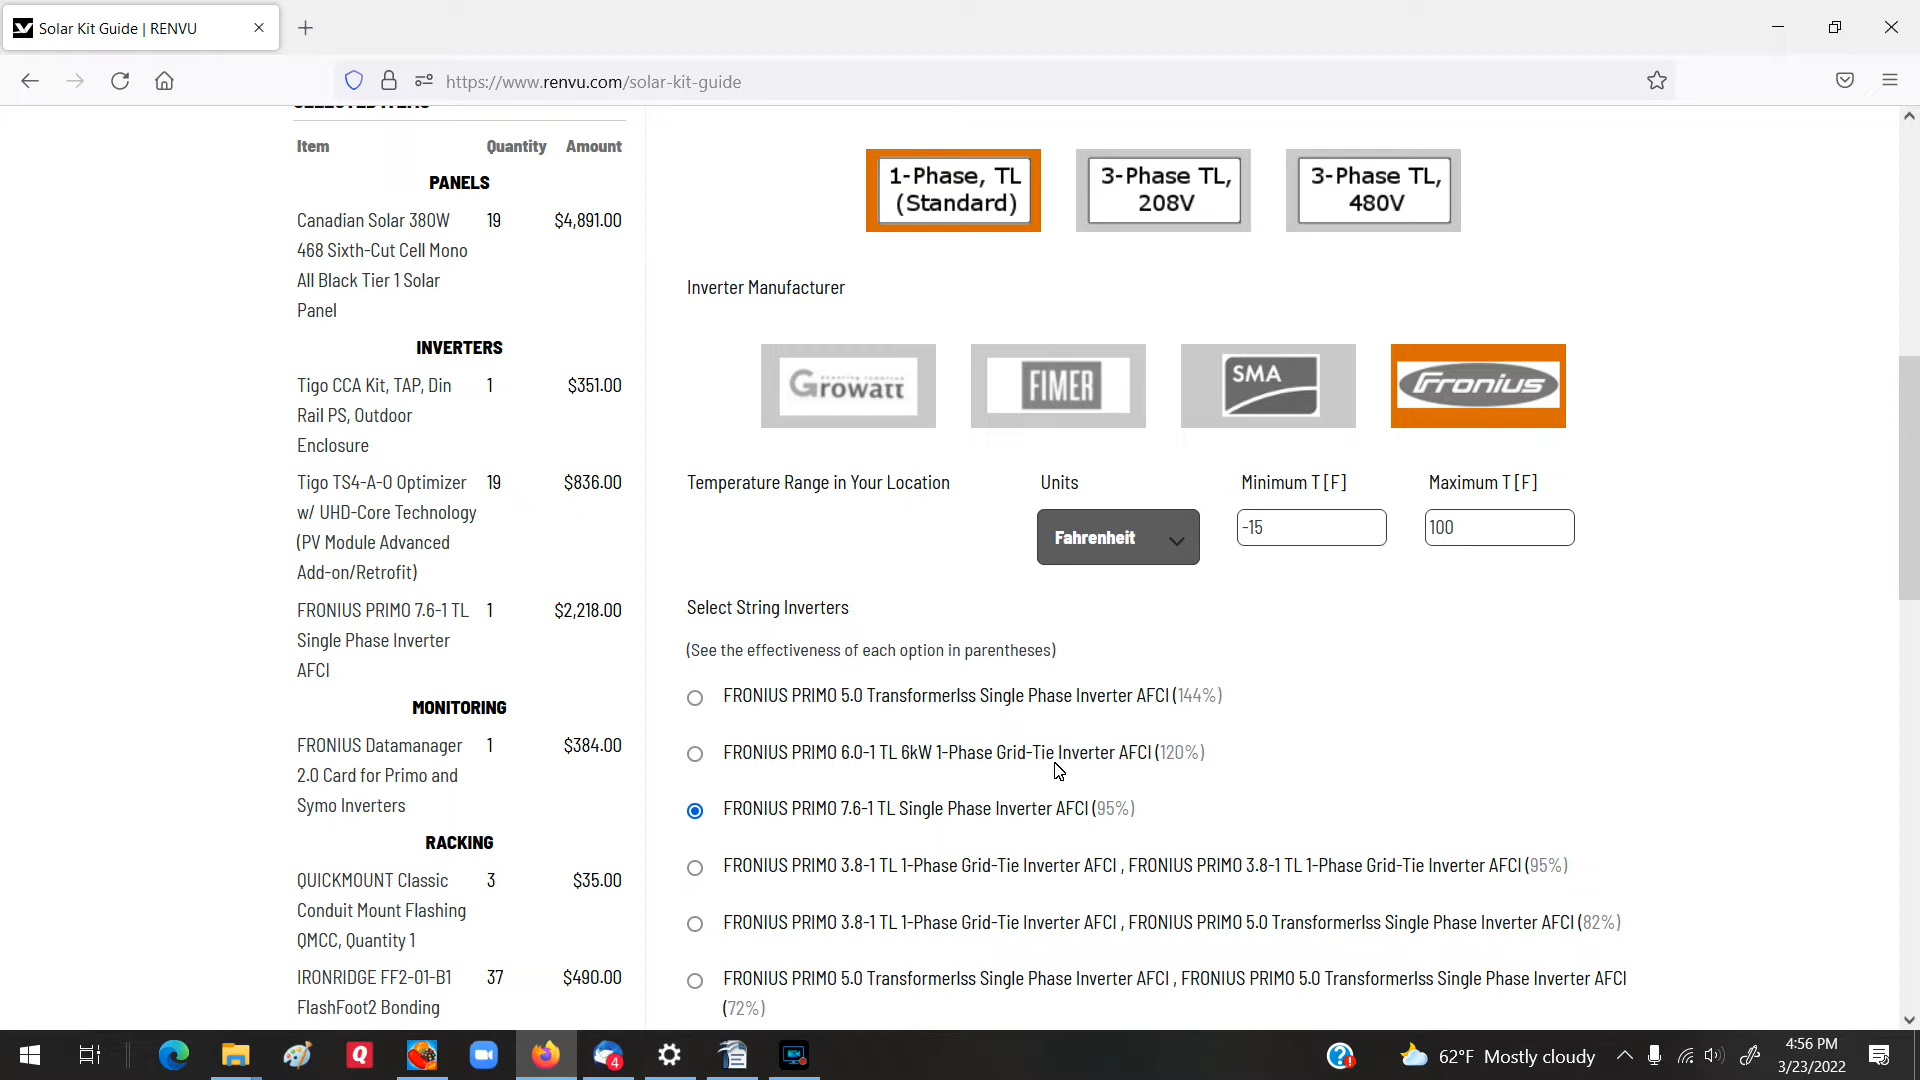 Solar Kit Guide | RENVU
https://www.renvu.com/solar-kit-guide
Item Quantity Amount
PANELS
Canadian Solar 380W 19 $4,891.00
468 Sixth-Cut Cell Mono
All Black Tier 1 Solar
Panel
INVERTERS
Tigo CCA Kit, TAP, Din 1 $351.00
Rail PS, Outdoor
Enclosure
Tigo TS4-A-O Optimizer 19 $836.00
w/ UHD-Core Technology
(PV Module Advanced
Add-on/Retrofit)
FRONIUS PRIMO 7.6-1 TL 1 $2,218.00
Single Phase Inverter
AFCI
MONITORING
FRONIUS Datamanager 1 $384.00
2.0 Card for Primo and
Symo Inverters
RACKING
QUICKMOUNT Classic 3 $35.00
Conduit Mount Flashing
QMCC, Quantity 1
IRONRIDGE FF2-01-B1 37 $490.00
FlashFoot2 Bonding
1-Phase, TL
(Standard)
3-Phase TL,
208V
3-Phase TL,
480V
Inverter Manufacturer
Growatt
FIMER
SMA
Fronius
Temperature Range in Your Location Units Minimum T [F] Maximum T [F]
Fahrenheit -15 100
Select String Inverters
(See the effectiveness of each option in parentheses)
FRONIUS PRIMO 5.0 Transformerlss Single Phase Inverter AFCI (144%)
FRONIUS PRIMO 6.0-1 TL 6kW 1-Phase Grid-Tie Inverter AFCI (120%)
FRONIUS PRIMO 7.6-1 TL Single Phase Inverter AFCI (95%)
FRONIUS PRIMO 3.8-1 TL 1-Phase Grid-Tie Inverter AFCI , FRONIUS PRIMO 3.8-1 TL 1-Phase Grid-Tie Inverter AFCI (95%)
FRONIUS PRIMO 3.8-1 TL 1-Phase Grid-Tie Inverter AFCI , FRONIUS PRIMO 5.0 Transformerlss Single Phase Inverter AFCI (82%)
FRONIUS PRIMO 5.0 Transformerlss Single Phase Inverter AFCI , FRONIUS PRIMO 5.0 Transformerlss Single Phase Inverter AFCI
(72%)
4
62°F Mostly cloudy
4:56 PM
3/23/2022